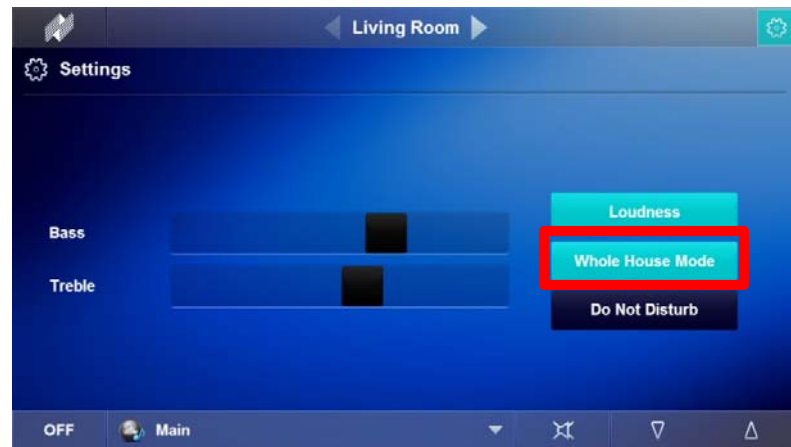 Living Room
Settings
Loudness
Bass
Whole House Mode
Treble
Do Not Disturb
OFF Main